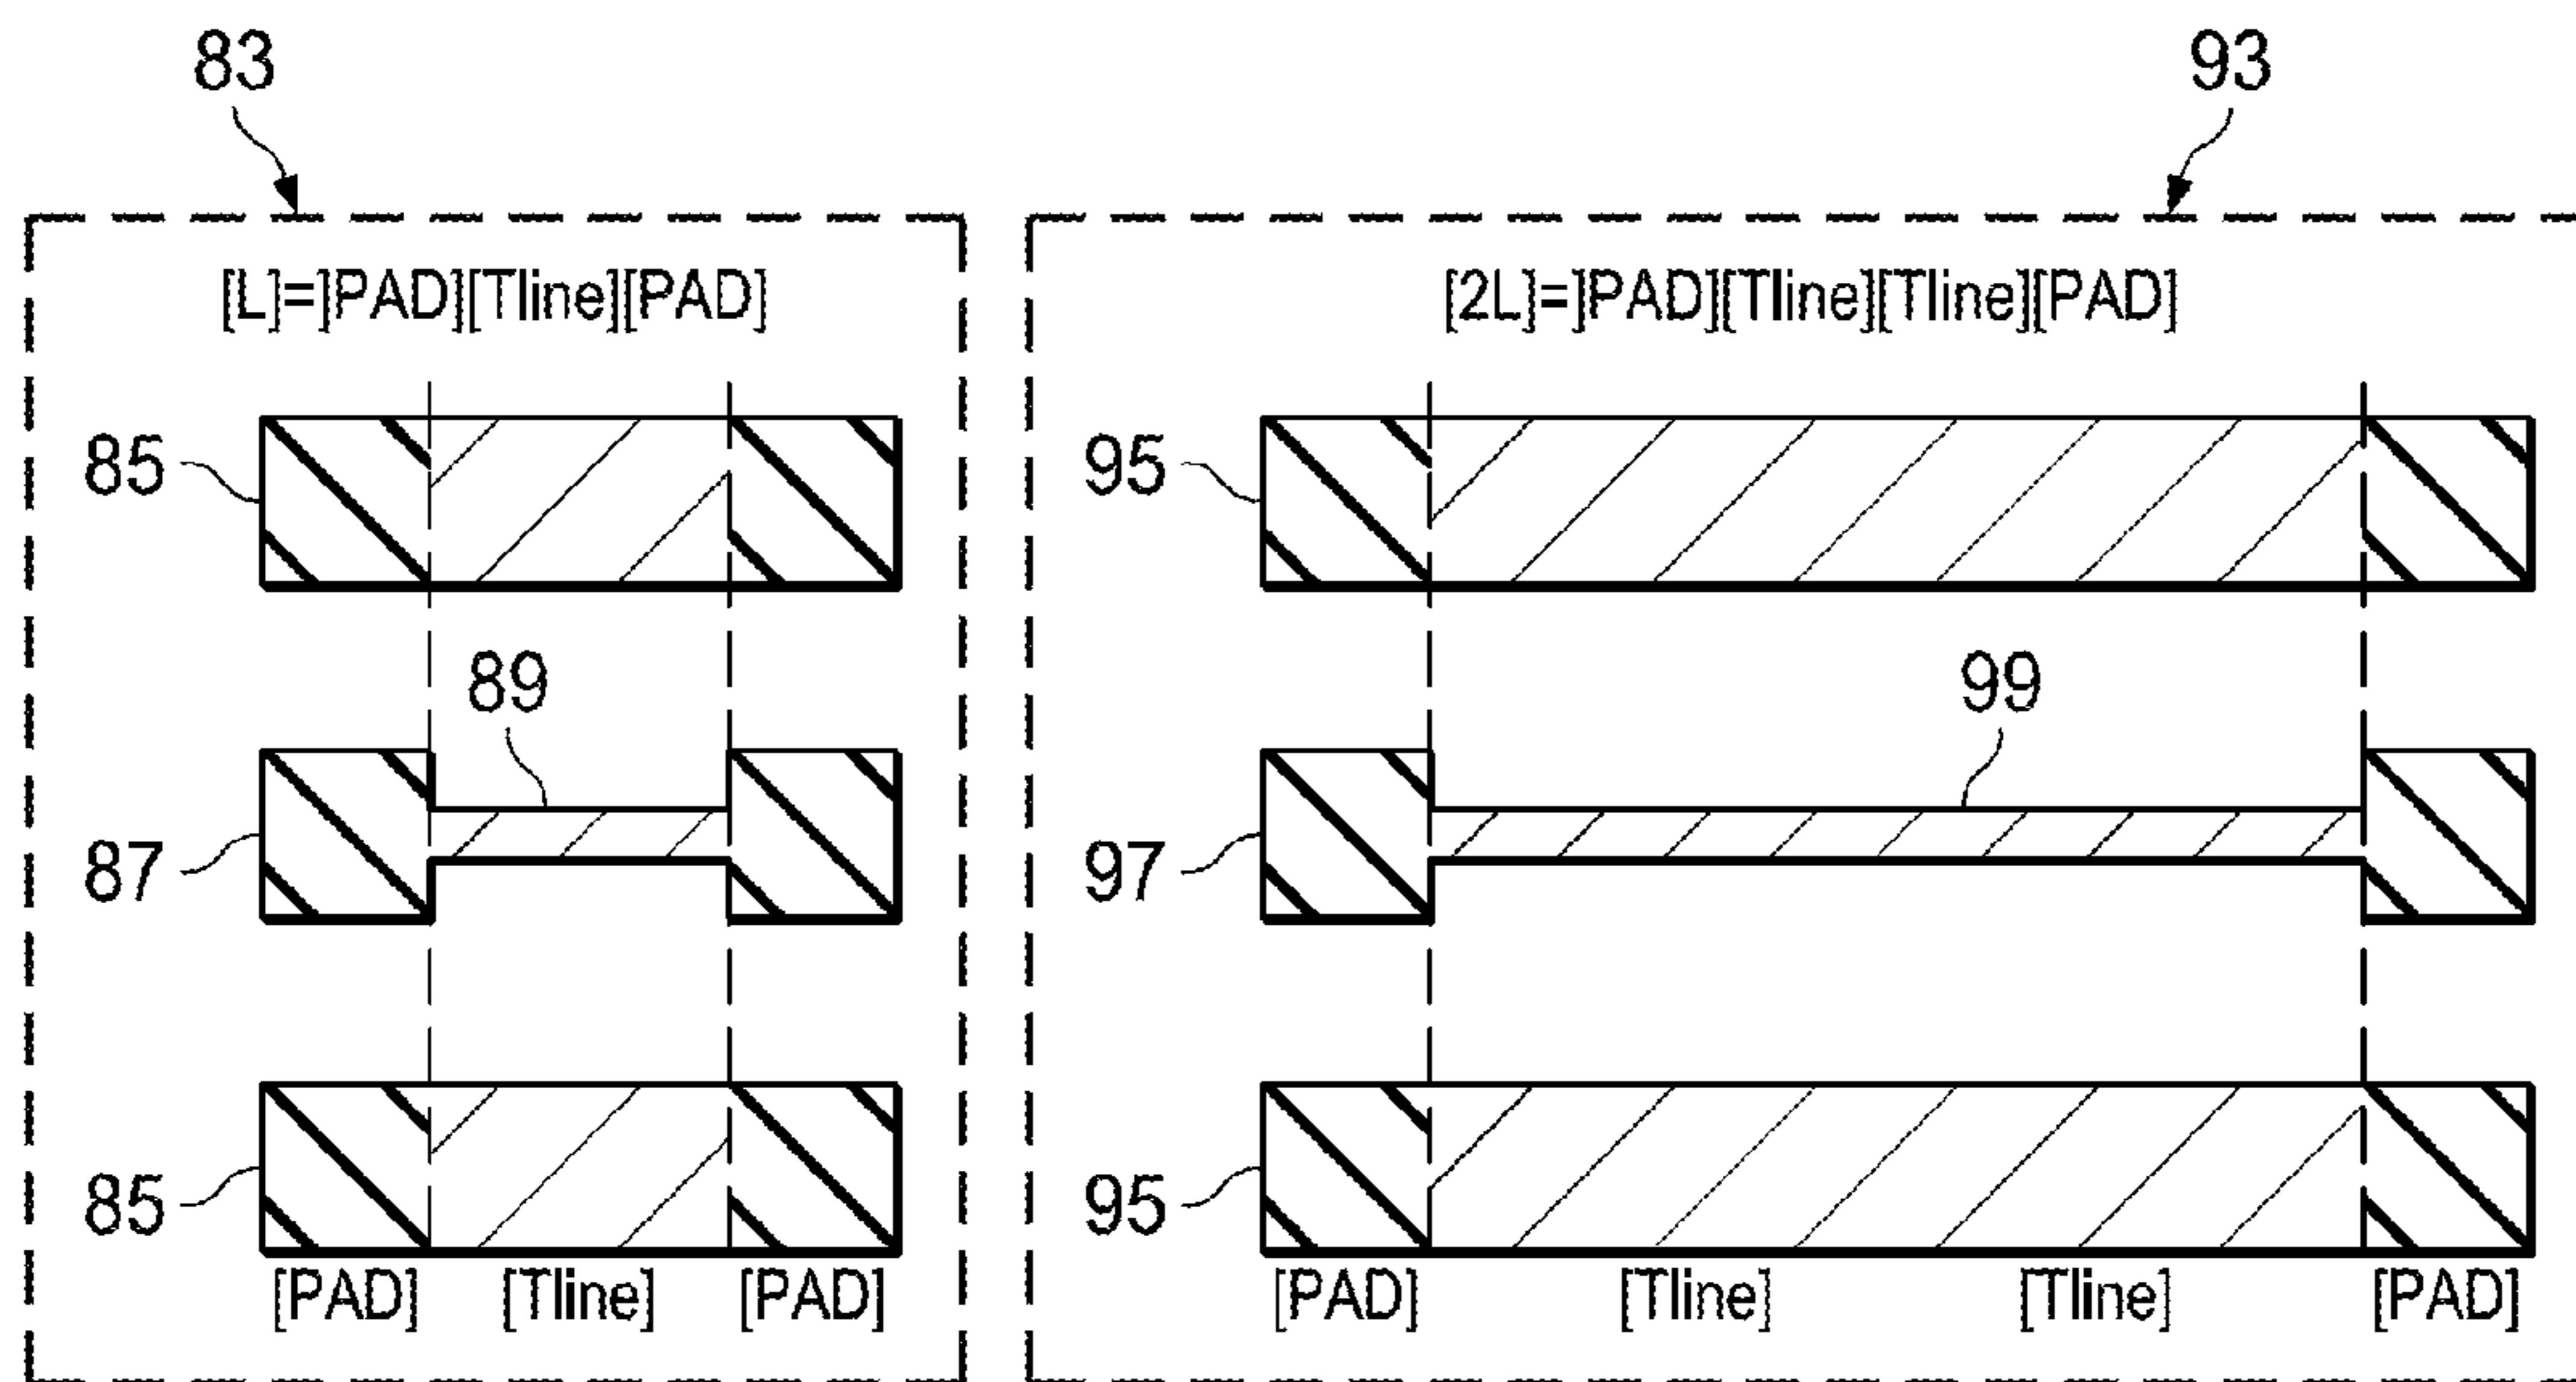 83
93
[L]=]PAD][Tline][PAD]
[2L]=]PAD][Tline][Tline][PAD]
85
95
89
99
87
97
85
95
[PAD] [Tline] [PAD]
[PAD] [Tline] [Tline] [PAD]